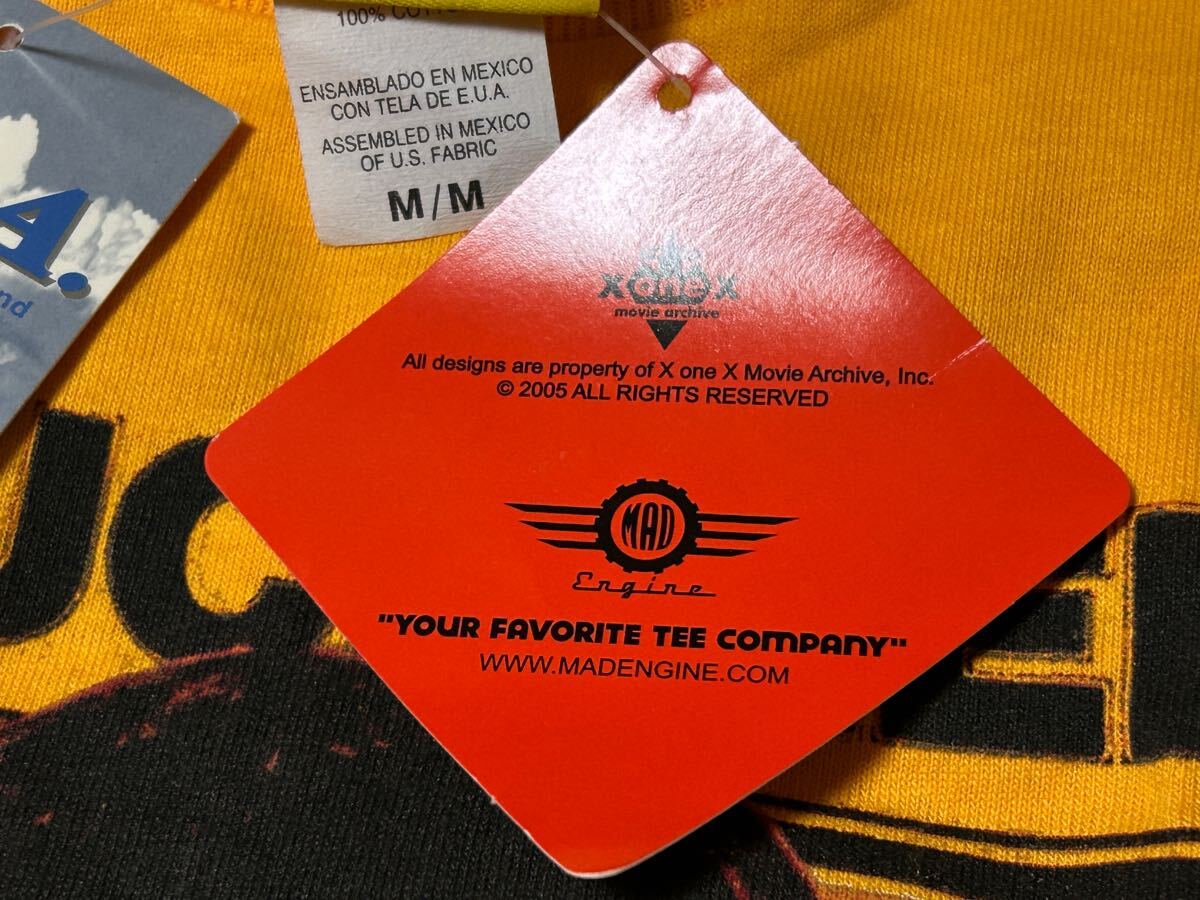 100% COTTON
ENSAMBLADO EN MEXICO
CON TELA DE E.U.A.
ASSEMBLED IN MEXICO
OF U.S. FABRIC
M/M
A.
nd
X one X
movie archive
All designs are property of X one X Movie Archive, Inc.
© 2005 ALL RIGHTS RESERVED
MAD
Engine
"YOUR FAVORITE TEE COMPANY"
WWW.MADENGINE.COM